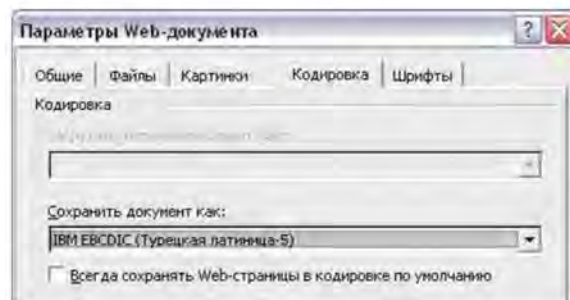 Параметры Web-документа
Общие Файлы Картинки Кодировка Шрифты
Кодировка
Сохранить документ как:
IBM EBCDIC (Турецкая латиница-5)
Всегда сохранять Web-страницы в кодировке по умолчанию